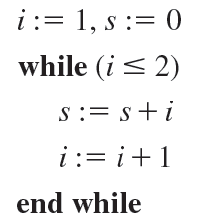 i := 1, s := 0
while (i ≤ 2)
s := s + i
i := i + 1
end while